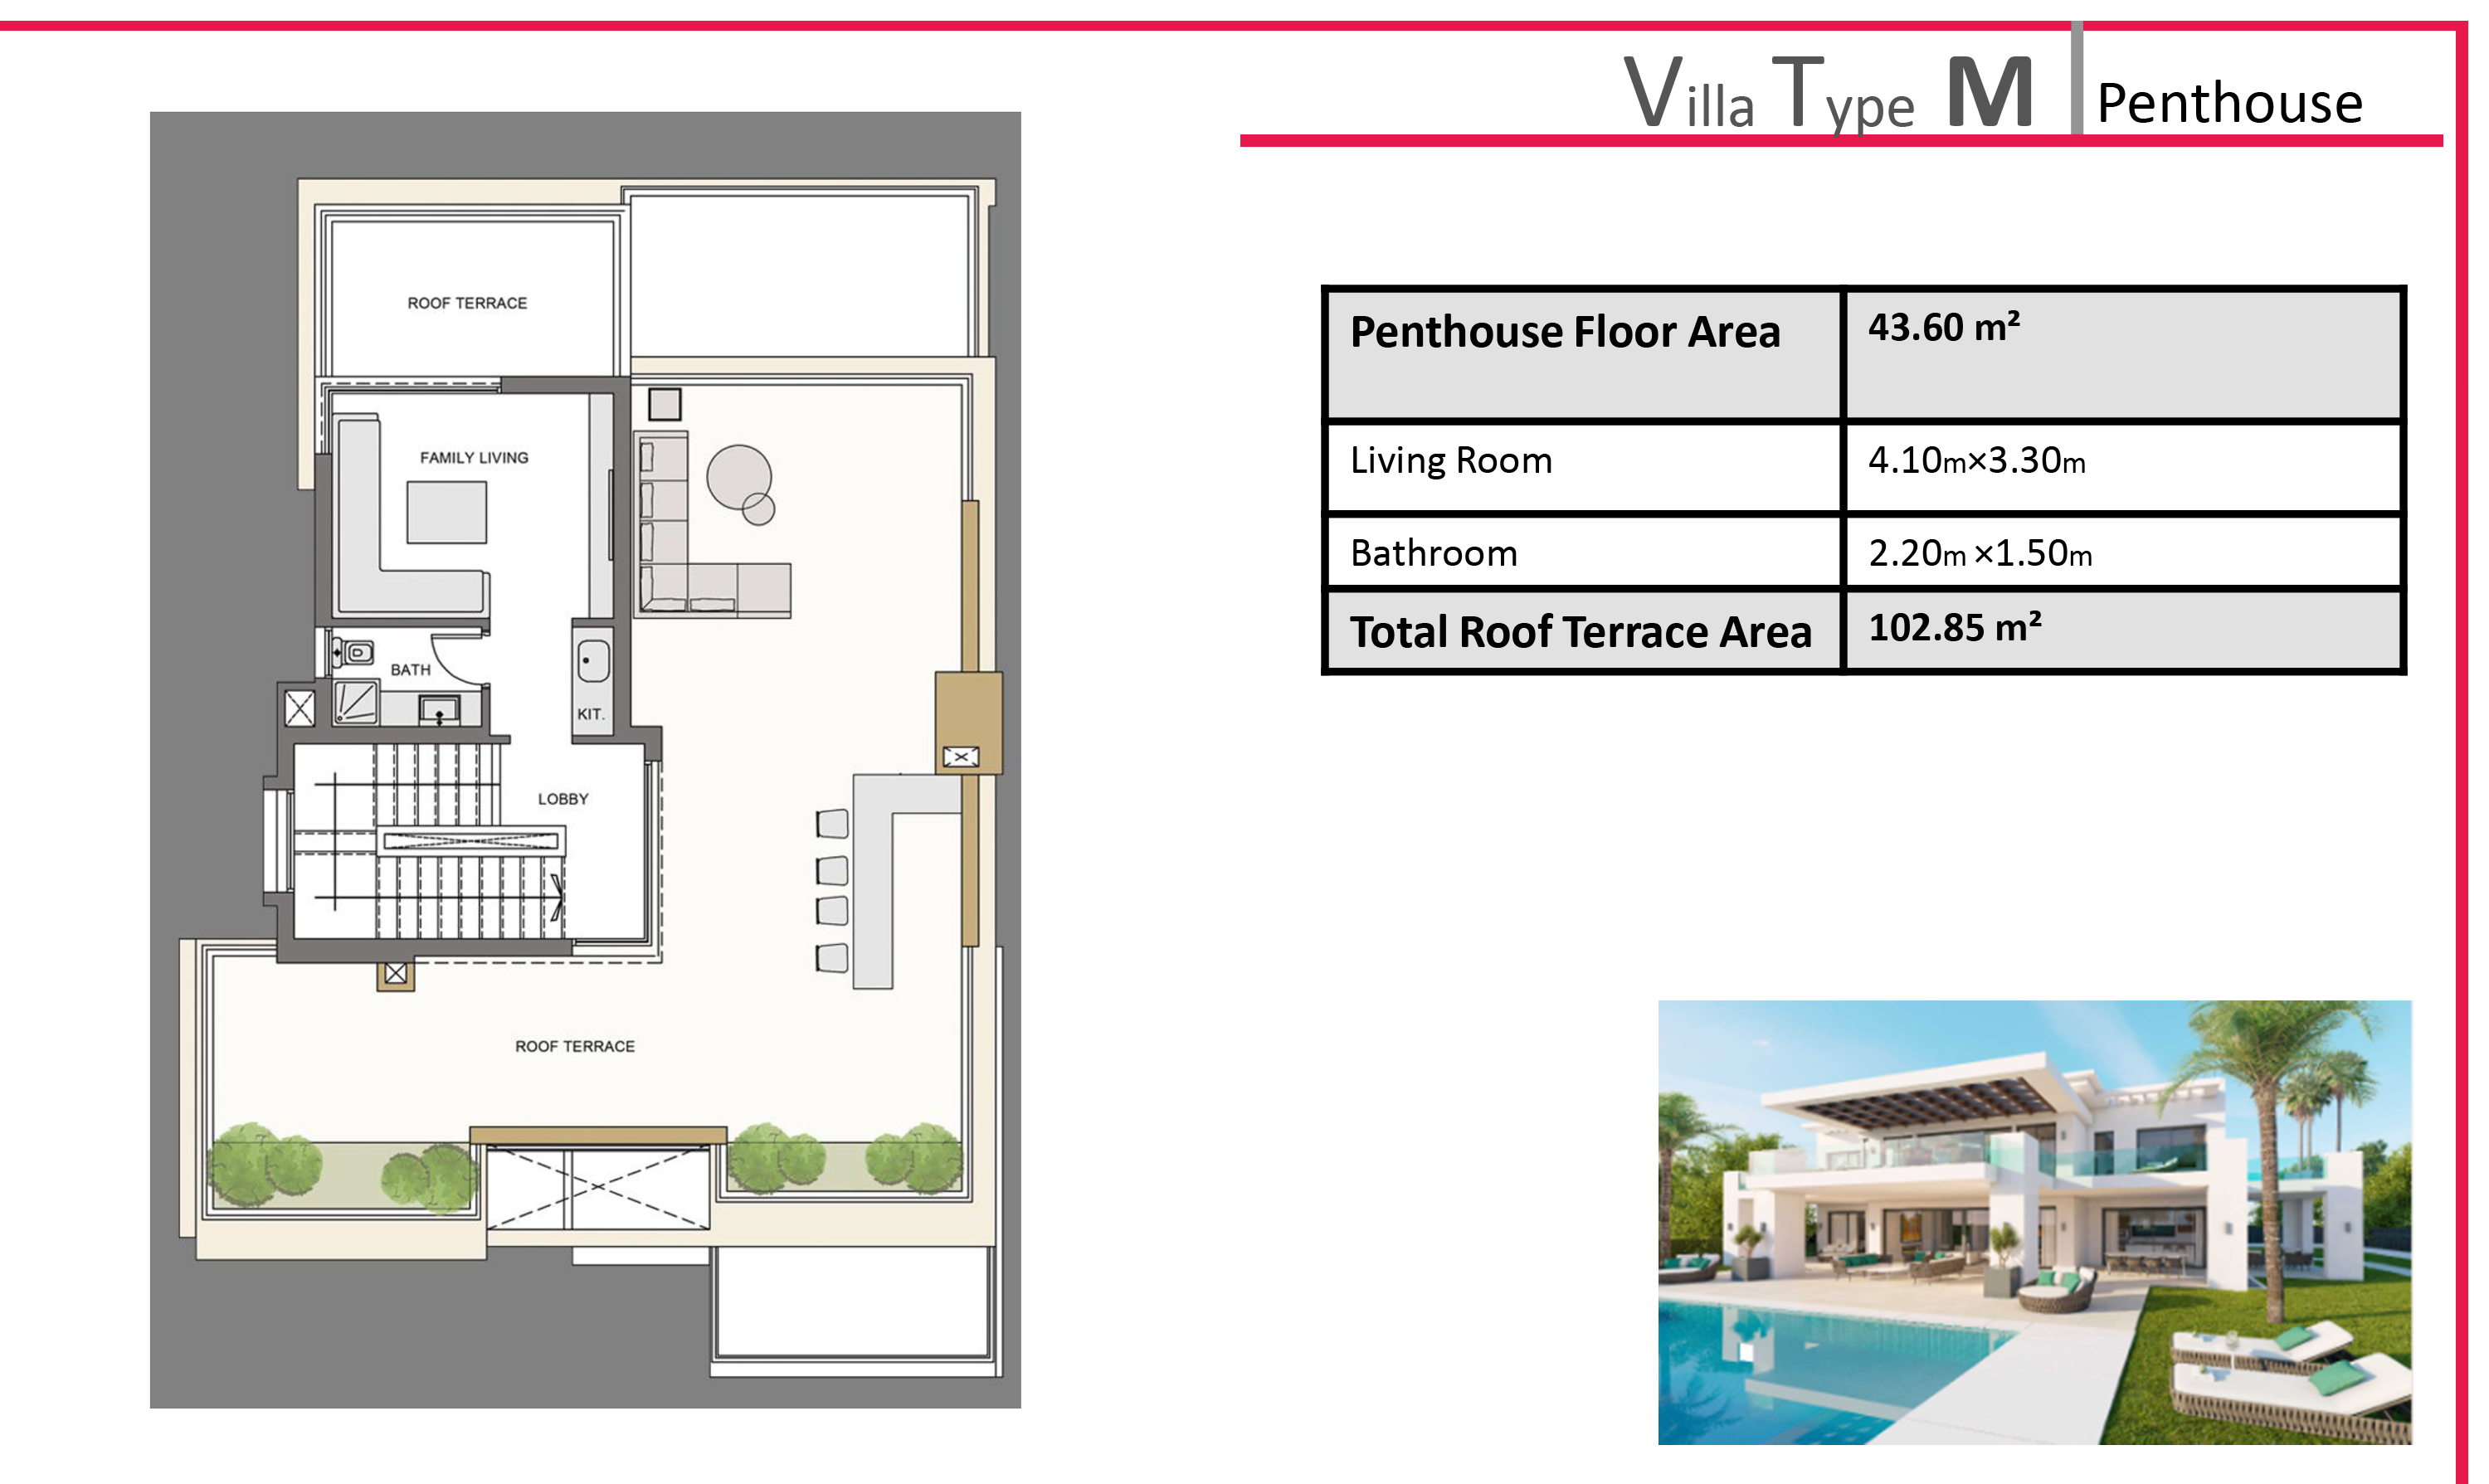 Villa Type M Penthouse
Penthouse Floor Area 43.60 m²
Living Room 4.10m×3.30m
Bathroom 2.20m ×1.50m
Total Roof Terrace Area 102.85 m²
ROOF TERRACE
FAMILY LIVING
BATH
KIT.
LOBBY
ROOF TERRACE